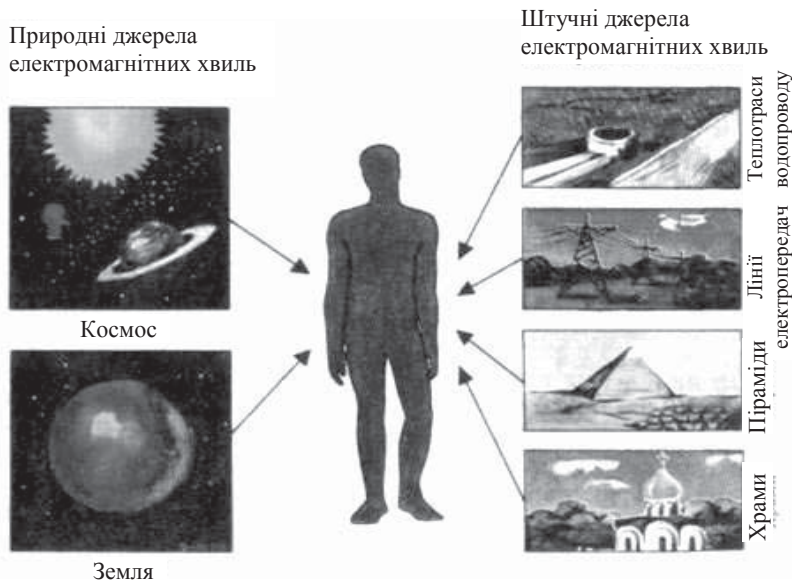 Природні джерела
електромагнітних хвиль
Космос
Земля
Штучні джерела
електромагнітних хвиль
Теплотраси
водопроводу
Лінії
електропередач
Піраміди
Храми